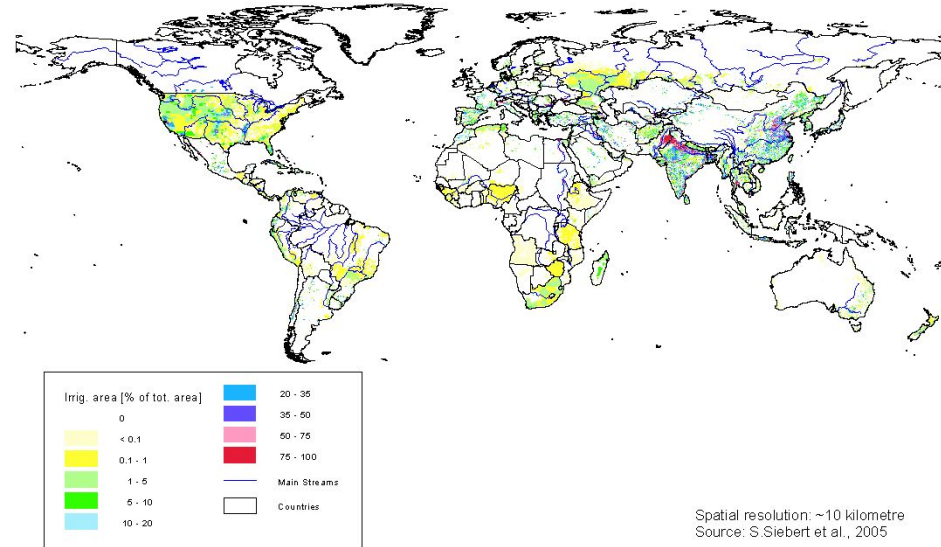 Irrig. area [% of tot. area]
0
< 0.1
0.1 - 1
1 - 5
5 - 10
10 - 20
20 - 35
35 - 50
50 - 75
75 - 100
Main Streams
Countries
Spatial resolution: ~10 kilometre
Source: S.Siebert et al., 2005